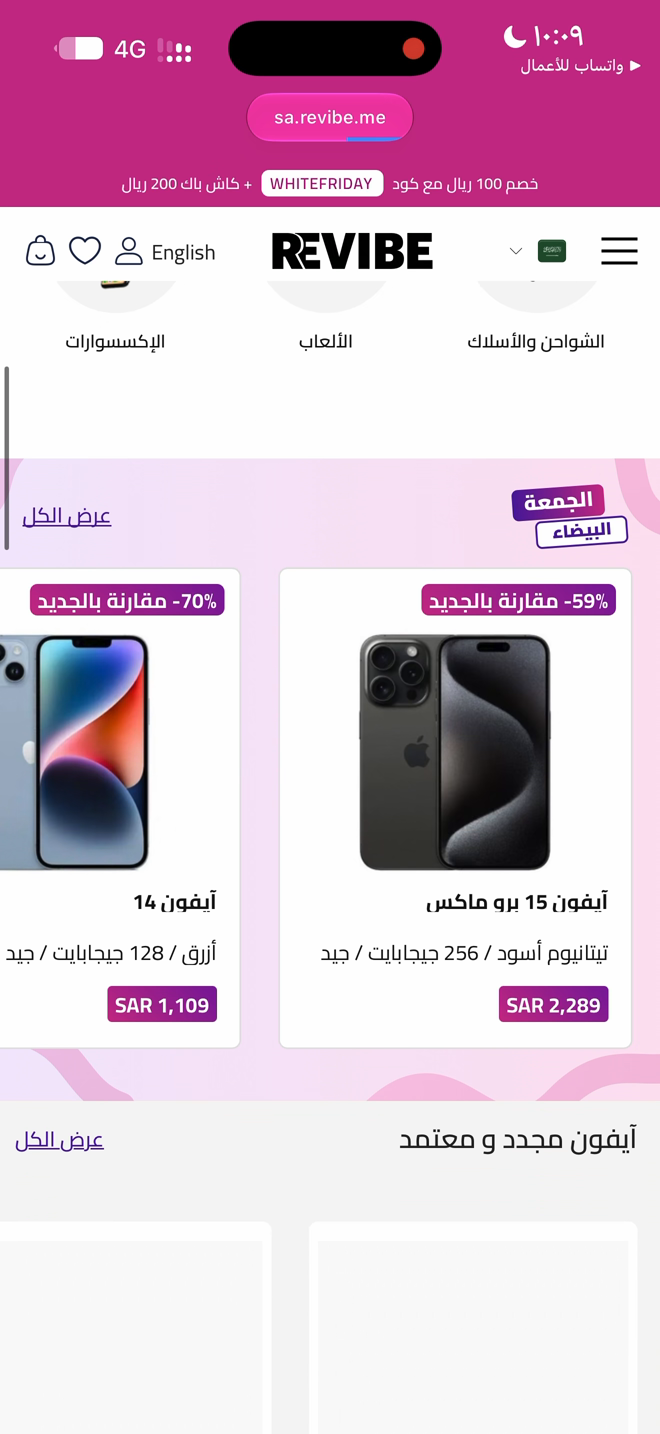 ١٠:٠٩
4G
◀ واتساب للأعمال
sa.revibe.me
خصم 100 ريال مع كود WHITEFRIDAY + كاش باك 200 ريال
REVIBE
English
الشواحن والأسلاك
الألعاب
الإكسسوارات
الجمعة
البيضاء
عرض الكل
-59% مقارنة بالجديد
آيفون 15 برو ماكس
تيتانيوم أسود / 256 جيجابايت / جيد
SAR 2,289
-70% مقارنة بالجديد
آيفون 14
أزرق / 128 جيجابايت / جيد
SAR 1,109
آيفون مجدد و معتمد
عرض الكل